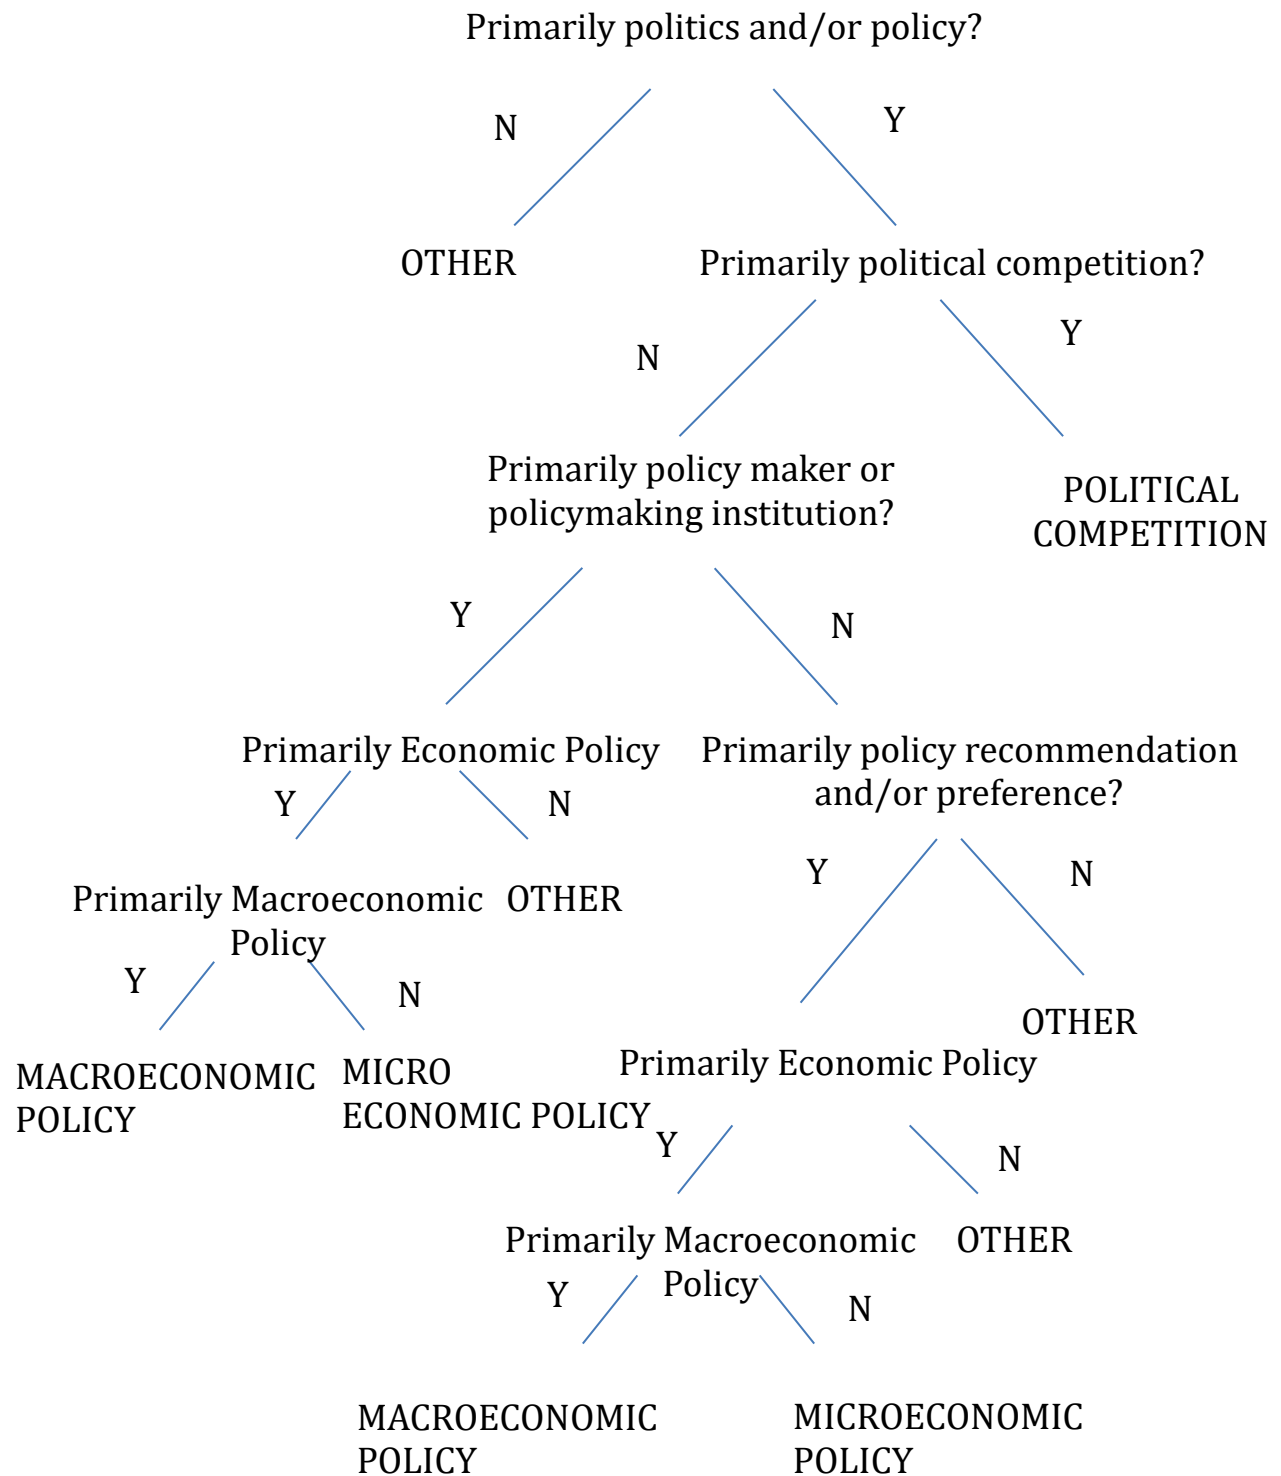 Primarily politics and/or policy?
N
Y
OTHER
Primarily political competition?
N
Y
Primarily policy maker or
policymaking institution?
POLITICAL
COMPETITION
Y
N
Primarily Economic Policy
Primarily policy recommendation
and/or preference?
Y
N
Y
N
Primarily Macroeconomic
Policy
OTHER
Y
N
OTHER
Primarily Economic Policy
MACROECONOMIC
POLICY
MICRO
ECONOMIC POLICY
Y
N
Primarily Macroeconomic
Policy
OTHER
Y
N
MACROECONOMIC
POLICY
MICROECONOMIC
POLICY